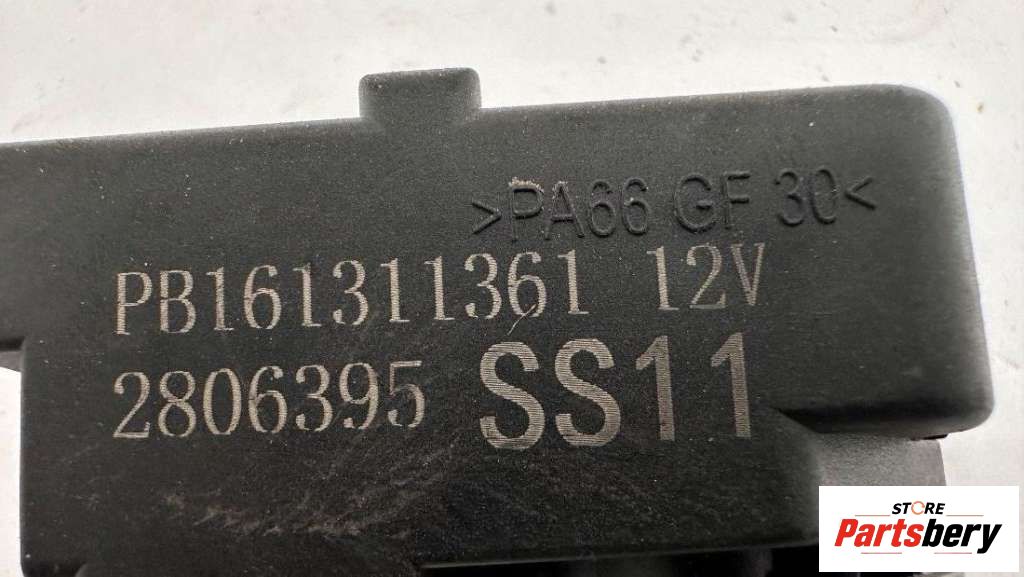 >PA66 GF 30<
PB161311361 12V
2806395 SS11
STORE
Partsbery